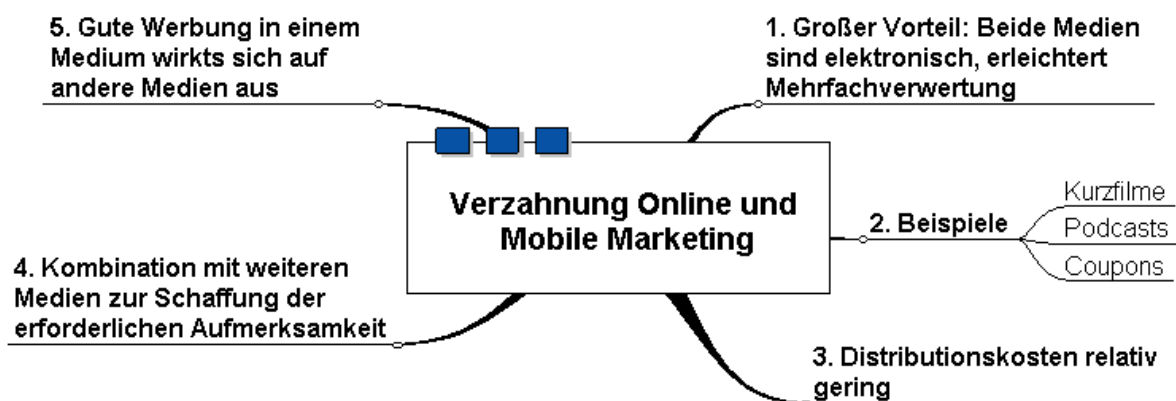 Verzahnung Online und
Mobile Marketing
1. Großer Vorteil: Beide Medien
sind elektronisch, erleichtert
Mehrfachverwertung
2. Beispiele
Kurzfilme
Podcasts
Coupons
3. Distributionskosten relativ
gering
4. Kombination mit weiteren
Medien zur Schaffung der
erforderlichen Aufmerksamkeit
5. Gute Werbung in einem
Medium wirkts sich auf
andere Medien aus